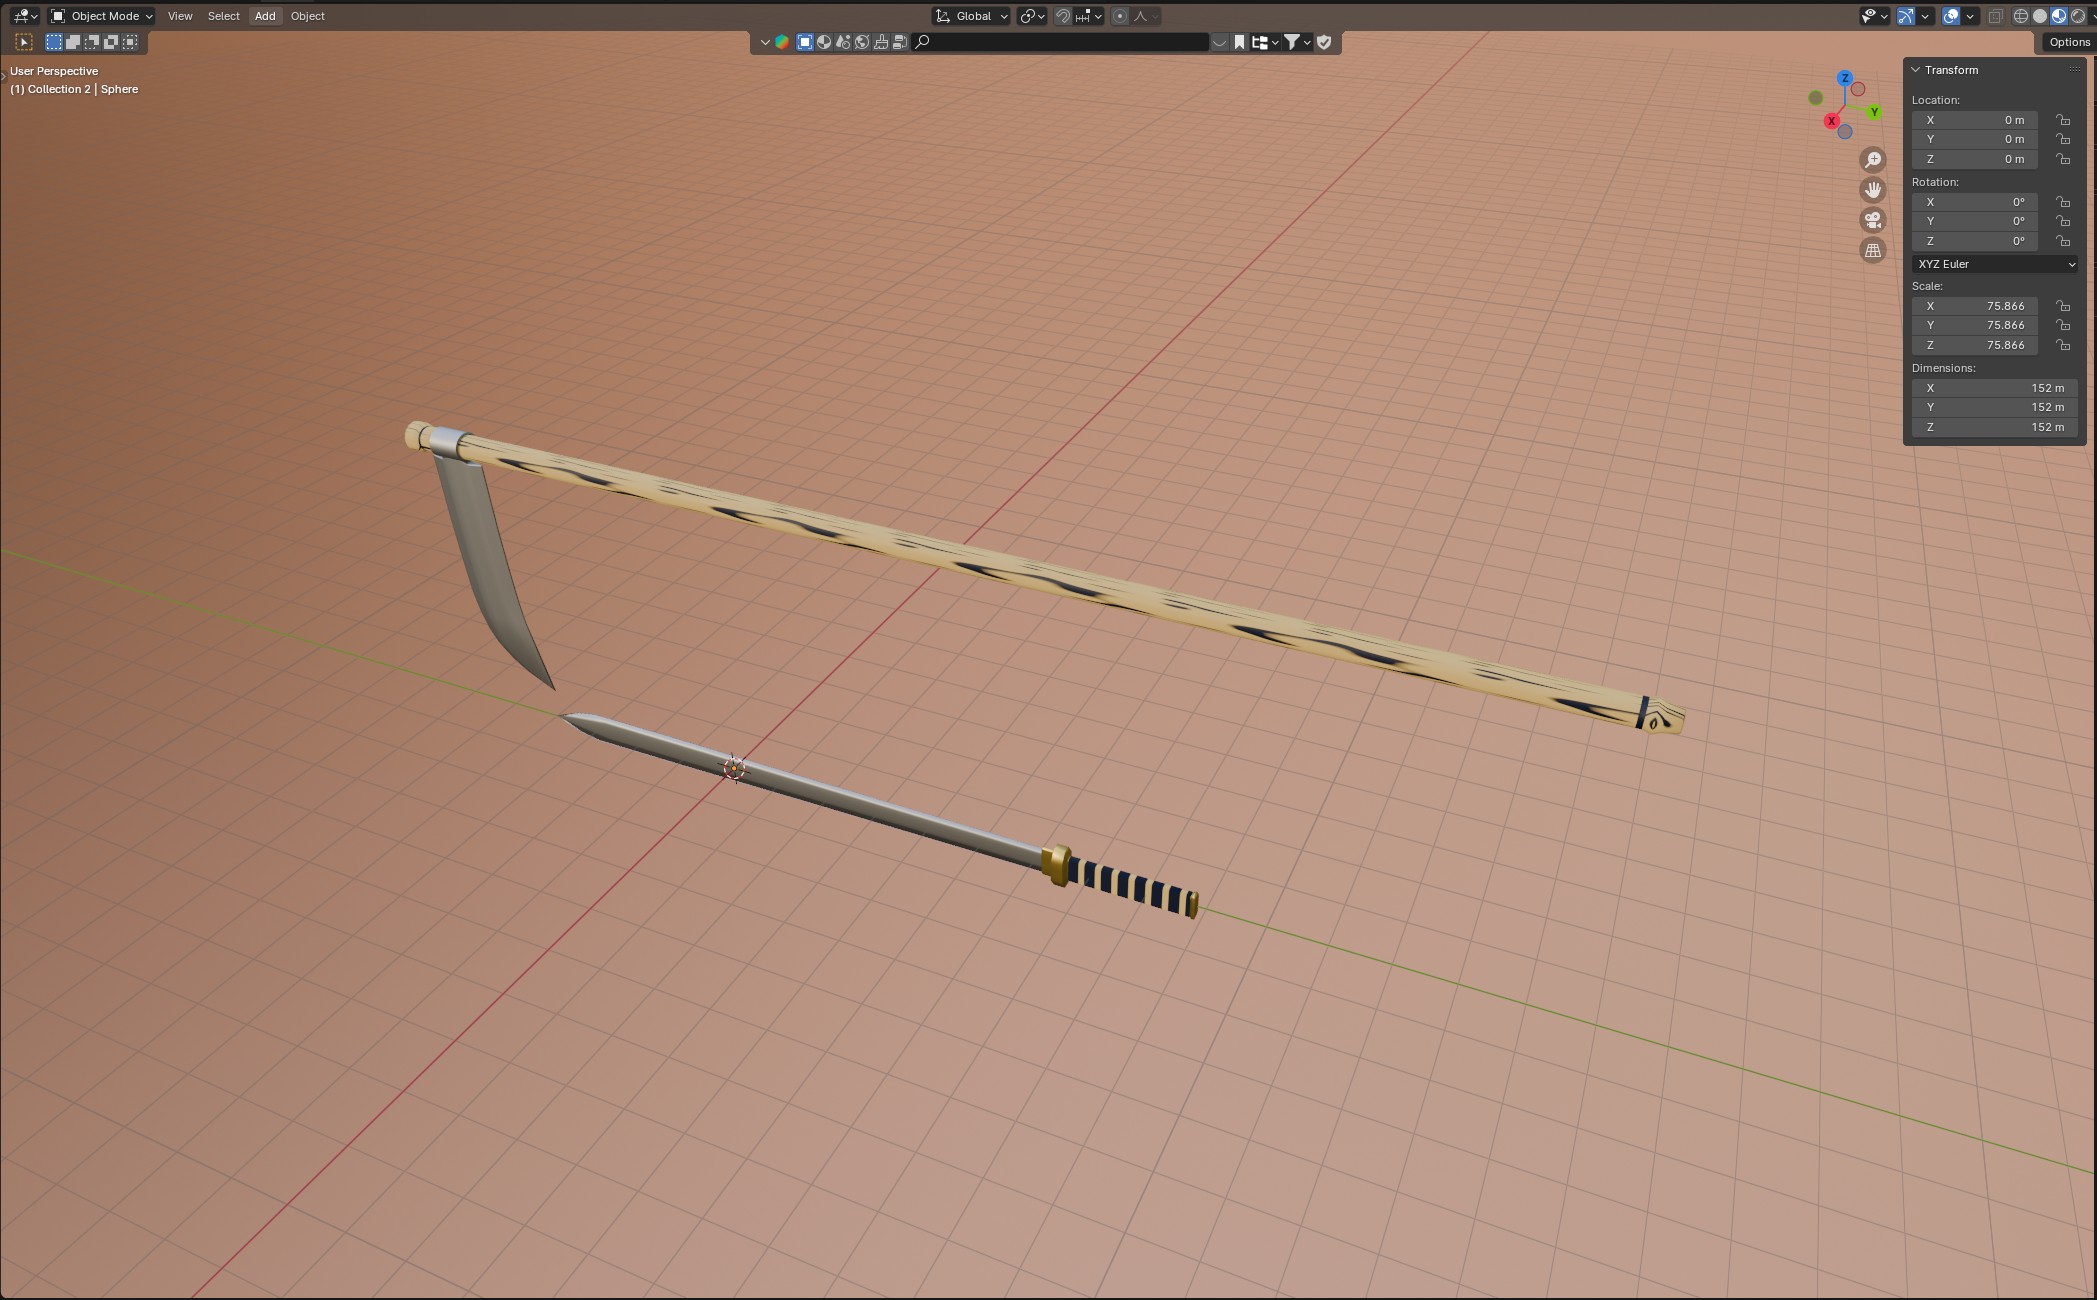 Object Mode View Select Add Object Global
Options
User Perspective
(1) Collection 2 | Sphere
Z
Y
X
Transform
Location:
X 0 m
Y 0 m
Z 0 m
Rotation:
X 0°
Y 0°
Z 0°
XYZ Euler
Scale:
X 75.866
Y 75.866
Z 75.866
Dimensions:
X 152 m
Y 152 m
Z 152 m